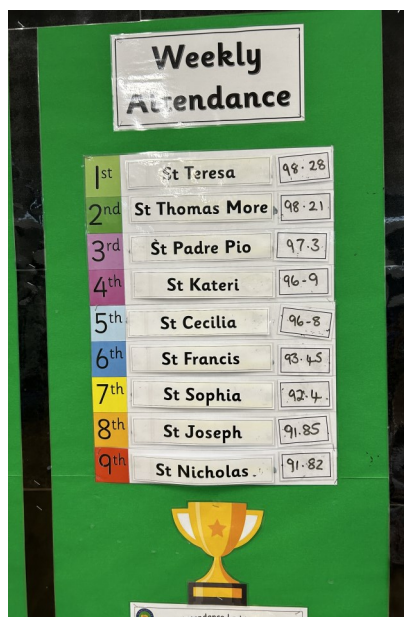 Weekly
Attendance
1st St Teresa 98.28
2nd St Thomas More 98.21
3rd St Padre Pio 97.3
4th St Kateri 96-9
5th St Cecilia 96-8
6th St Francis 93.45
7th St Sophia 92.4.
8th St Joseph 91.85
9th St Nicholas. 91.82